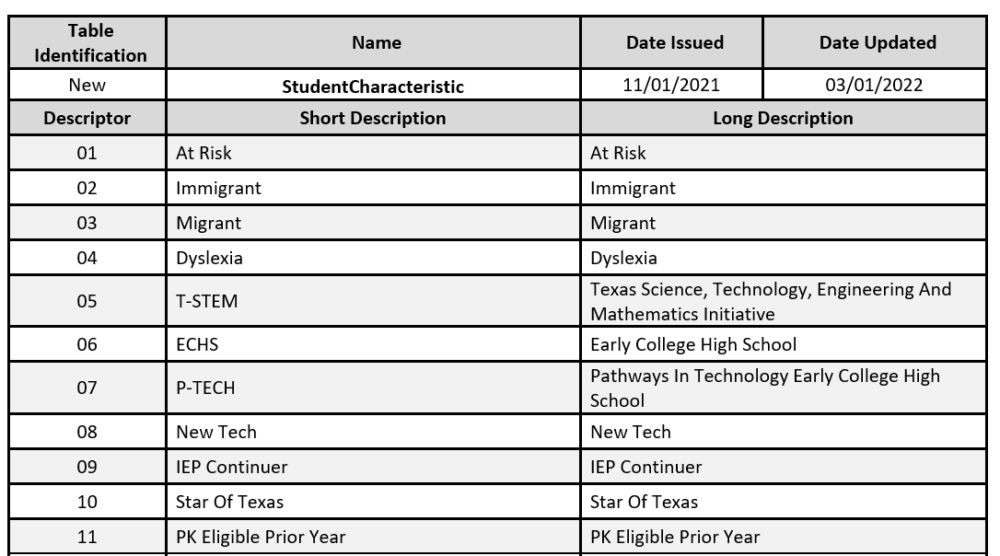 Table Identification Name Date Issued Date Updated
New StudentCharacteristic 11/01/2021 03/01/2022
Descriptor Short Description Long Description
01 At Risk At Risk
02 Immigrant Immigrant
03 Migrant Migrant
04 Dyslexia Dyslexia
05 T-STEM Texas Science, Technology, Engineering And
Mathematics Initiative
06 ECHS Early College High School
07 P-TECH Pathways In Technology Early College High
School
08 New Tech New Tech
09 IEP Continuer IEP Continuer
10 Star Of Texas Star Of Texas
11 PK Eligible Prior Year PK Eligible Prior Year